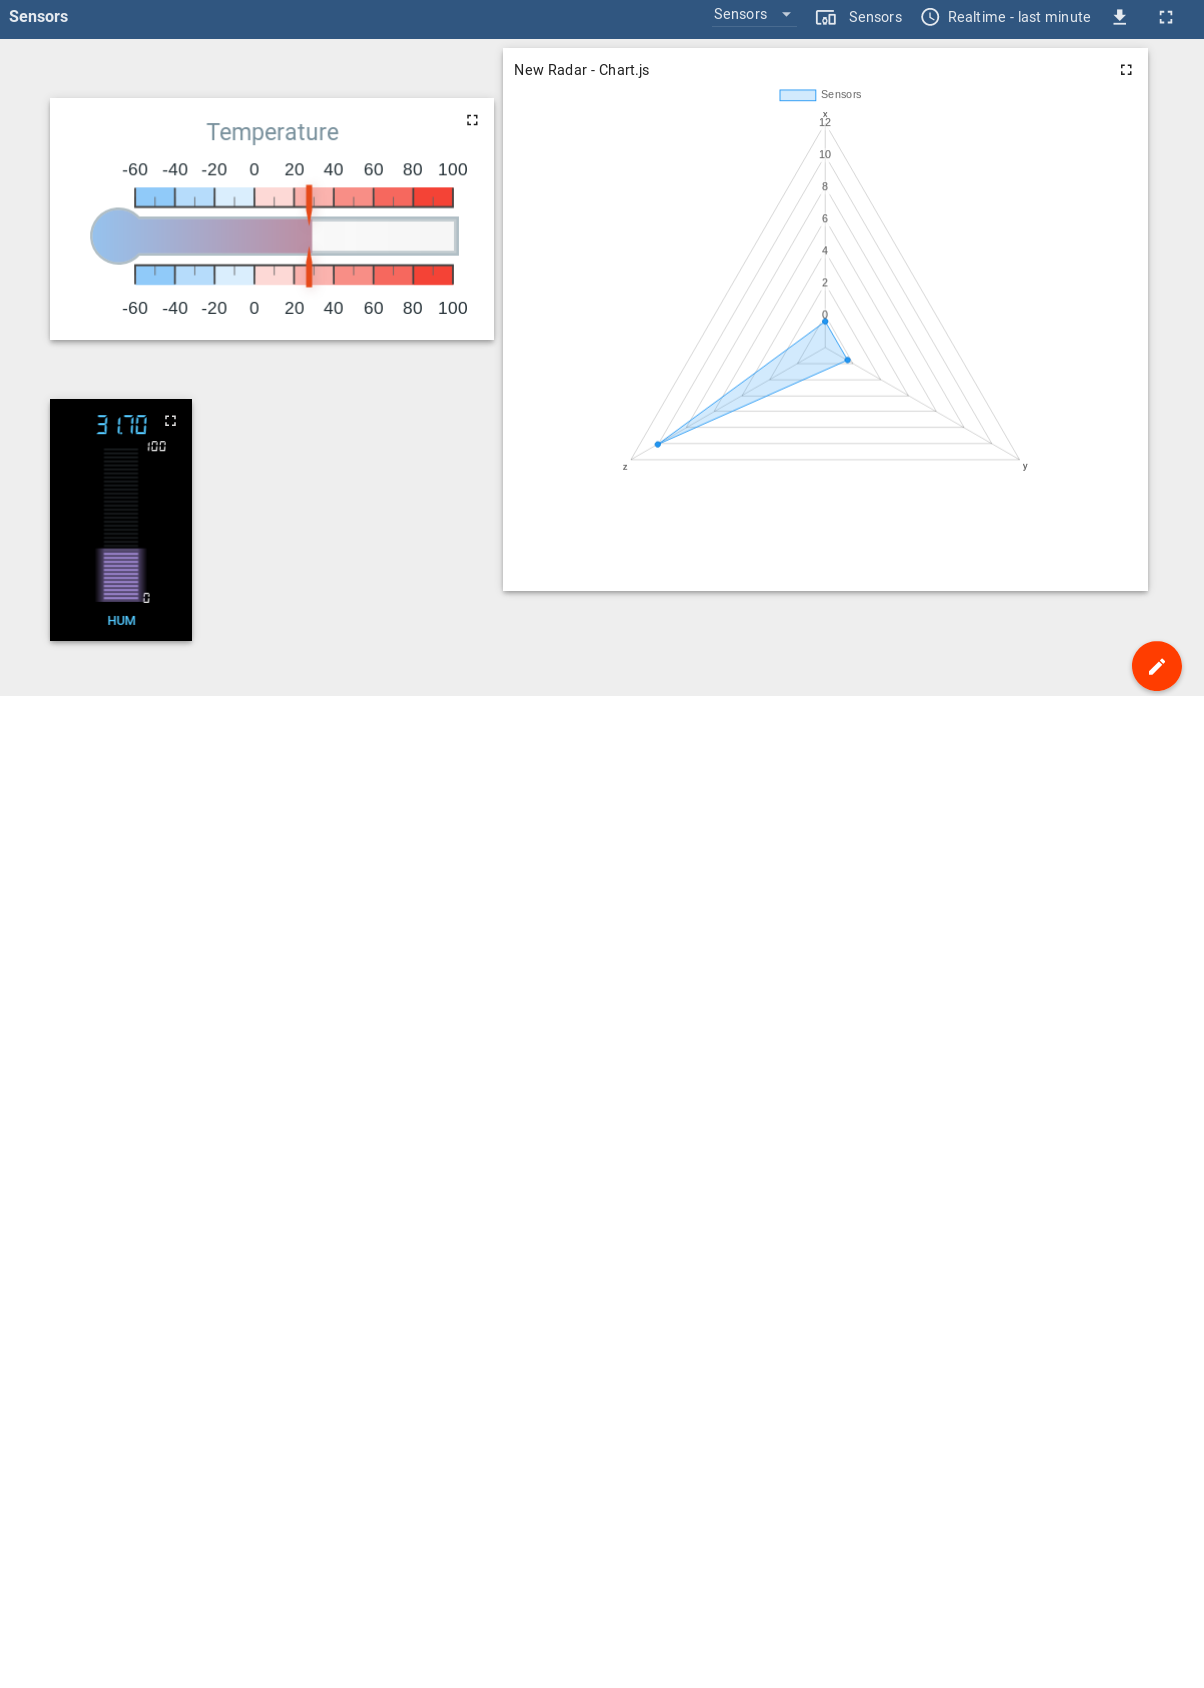 Sensors
Sensors
Sensors
Realtime - last minute
New Radar - Chart.js
Sensors
x
12
10
8
6
4
2
0
z
y
Temperature
-60 -40 -20 0 20 40 60 80 100
-60 -40 -20 0 20 40 60 80 100
31.70
100
0
HUM